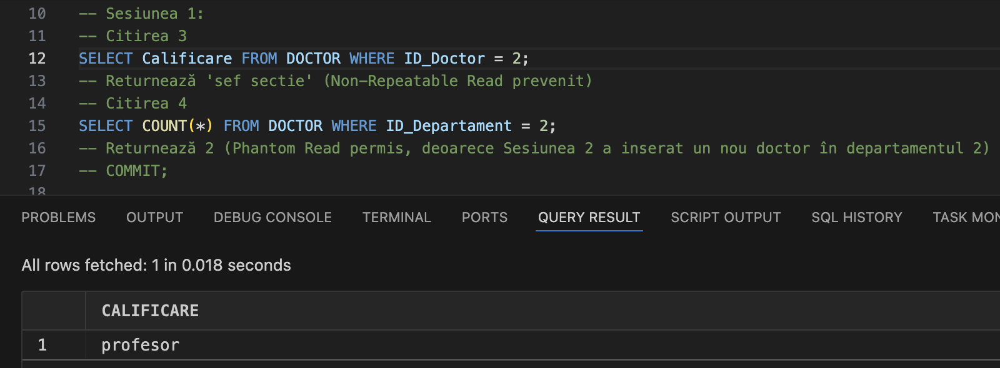 10 -- Sesiunea 1:
11 -- Citirea 3
12 SELECT Calificare FROM DOCTOR WHERE ID_Doctor = 2;
13 -- Returnează 'sef sectie' (Non-Repeatable Read prevenit)
14 -- Citirea 4
15 SELECT COUNT(*) FROM DOCTOR WHERE ID_Departament = 2;
16 -- Returnează 2 (Phantom Read permis, deoarece Sesiunea 2 a inserat un nou doctor în departamentul 2)
17 -- COMMIT;
18
PROBLEMS OUTPUT DEBUG CONSOLE TERMINAL PORTS QUERY RESULT SCRIPT OUTPUT SQL HISTORY TASK MON
All rows fetched: 1 in 0.018 seconds
CALIFICARE
1 profesor